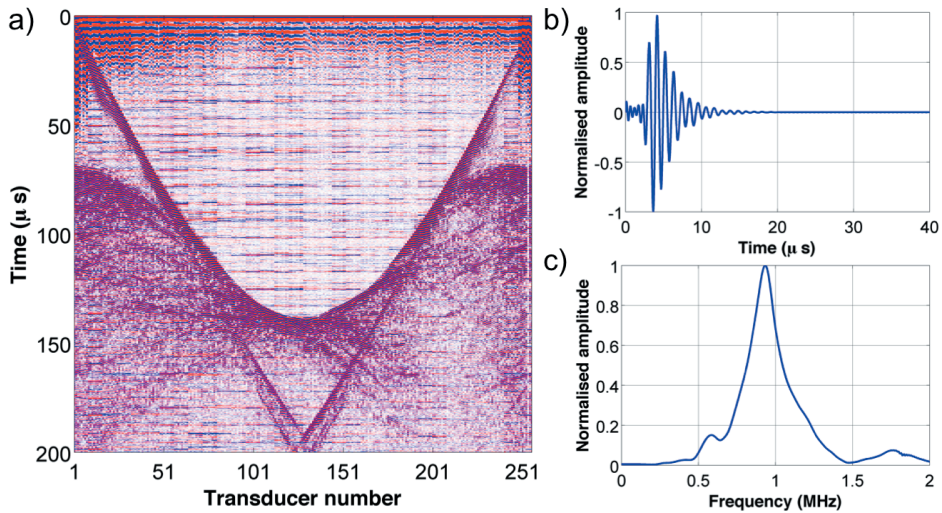 a)
0
50
100
150
200
Time (μ s)
1 51 101 151 201 251
Transducer number
b)
1
0.5
0
-0.5
-1
Normalised amplitude
0 10 20 30 40
Time (μ s)
c)
1
0.8
0.6
0.4
0.2
0
Normalised amplitude
0 0.5 1 1.5 2
Frequency (MHz)